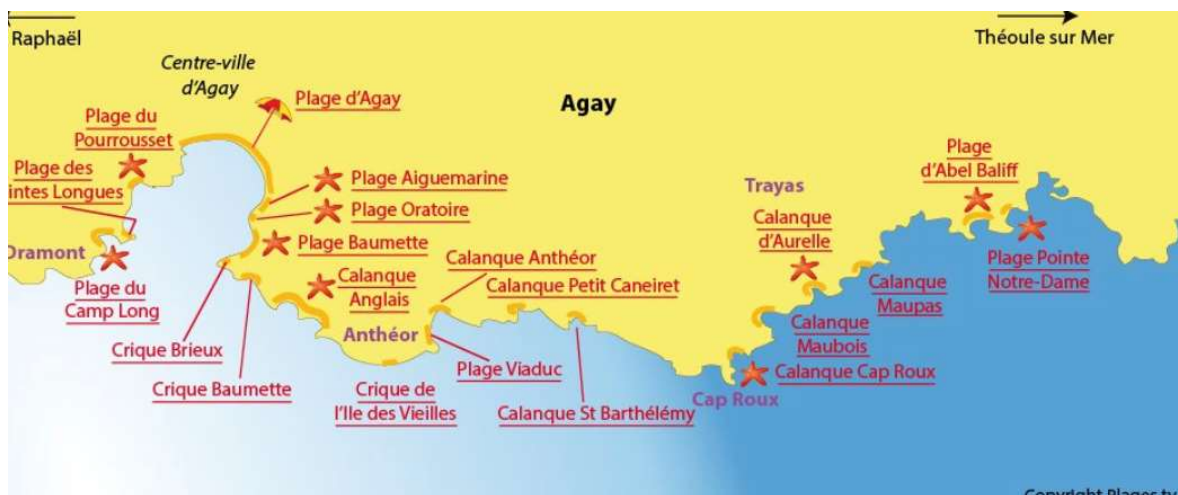 Raphaël
Théoule sur Mer
Centre-ville
d'Agay
Plage d'Agay
Agay
Plage du
Pourrousset
Plage des
intes Longues
Plage Aiguemarine
Plage Oratoire
Plage Baumette
Plage
d'Abel Baliff
Trayas
Calanque
d'Aurelle
Dramont
Plage du
Camp Long
Calanque
Anglais
Calanque Anthéor
Calanque Petit Caneiret
Plage Pointe
Notre-Dame
Calanque
Maupas
Anthéor
Calanque
Maubois
Crique Brieux
Plage Viaduc
Calanque Cap Roux
Crique Baumette
Crique de
l'Ile des Vieilles
Cap Roux
Calanque St Barthélémy
Copyright Plages.tv